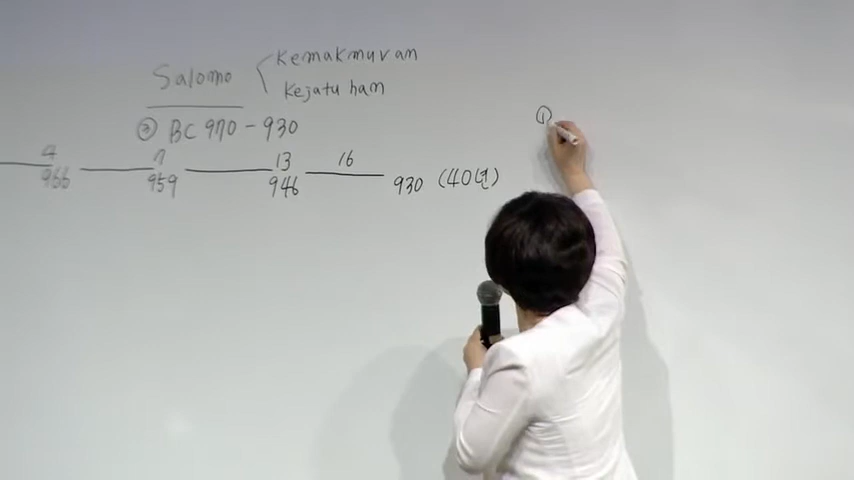 Salomo
Kemakmuran
Kejatuhan
③ BC 970 - 930
4 7 13 16
966 959 946 930 (40년)
①